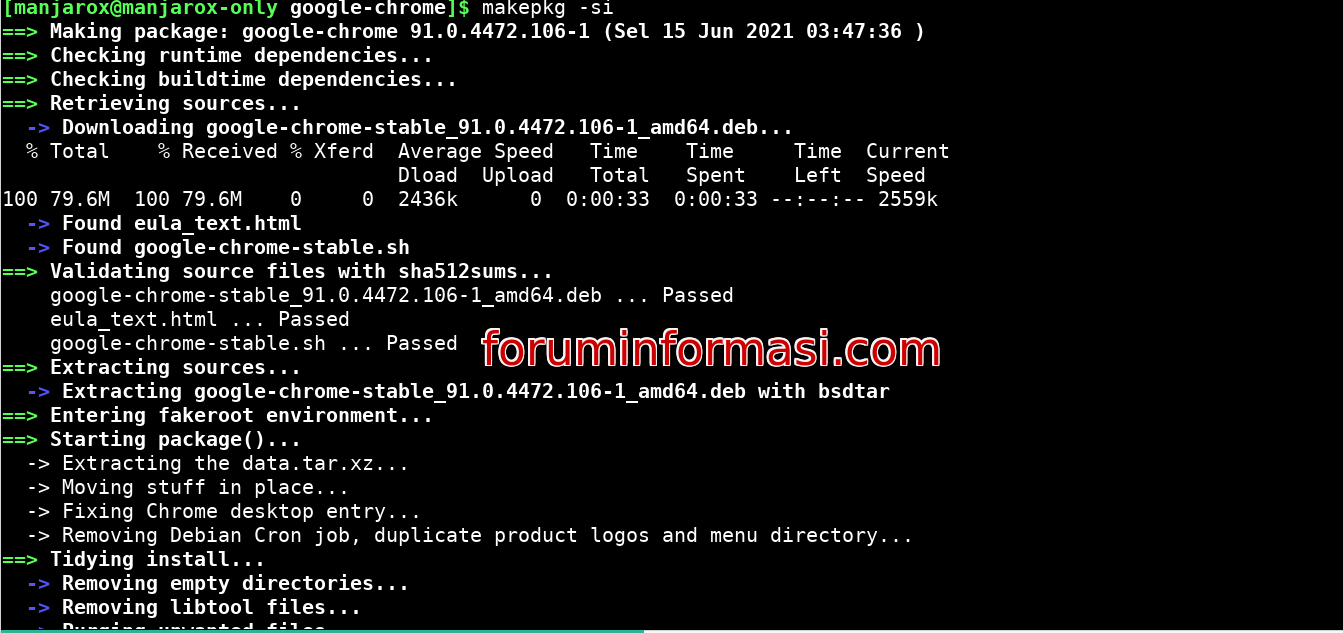 [manjarox@manjarox-only google-chrome]$ makepkg -si
==> Making package: google-chrome 91.0.4472.106-1 (Sel 15 Jun 2021 03:47:36 )
==> Checking runtime dependencies...
==> Checking buildtime dependencies...
==> Retrieving sources...
  -> Downloading google-chrome-stable_91.0.4472.106-1_amd64.deb...
  % Total    % Received % Xferd  Average Speed   Time    Time     Time  Current
                                 Dload  Upload   Total   Spent    Left  Speed
100 79.6M  100 79.6M    0     0  2436k      0  0:00:33  0:00:33 --:--:-- 2559k
  -> Found eula_text.html
  -> Found google-chrome-stable.sh
==> Validating source files with sha512sums...
    google-chrome-stable_91.0.4472.106-1_amd64.deb ... Passed
    eula_text.html ... Passed
    google-chrome-stable.sh ... Passed
foruminformasi.com
==> Extracting sources...
  -> Extracting google-chrome-stable_91.0.4472.106-1_amd64.deb with bsdtar
==> Entering fakeroot environment...
==> Starting package()...
  -> Extracting the data.tar.xz...
  -> Moving stuff in place...
  -> Fixing Chrome desktop entry...
  -> Removing Debian Cron job, duplicate product logos and menu directory...
==> Tidying install...
  -> Removing empty directories...
  -> Removing libtool files...
  -> Purging unwanted files